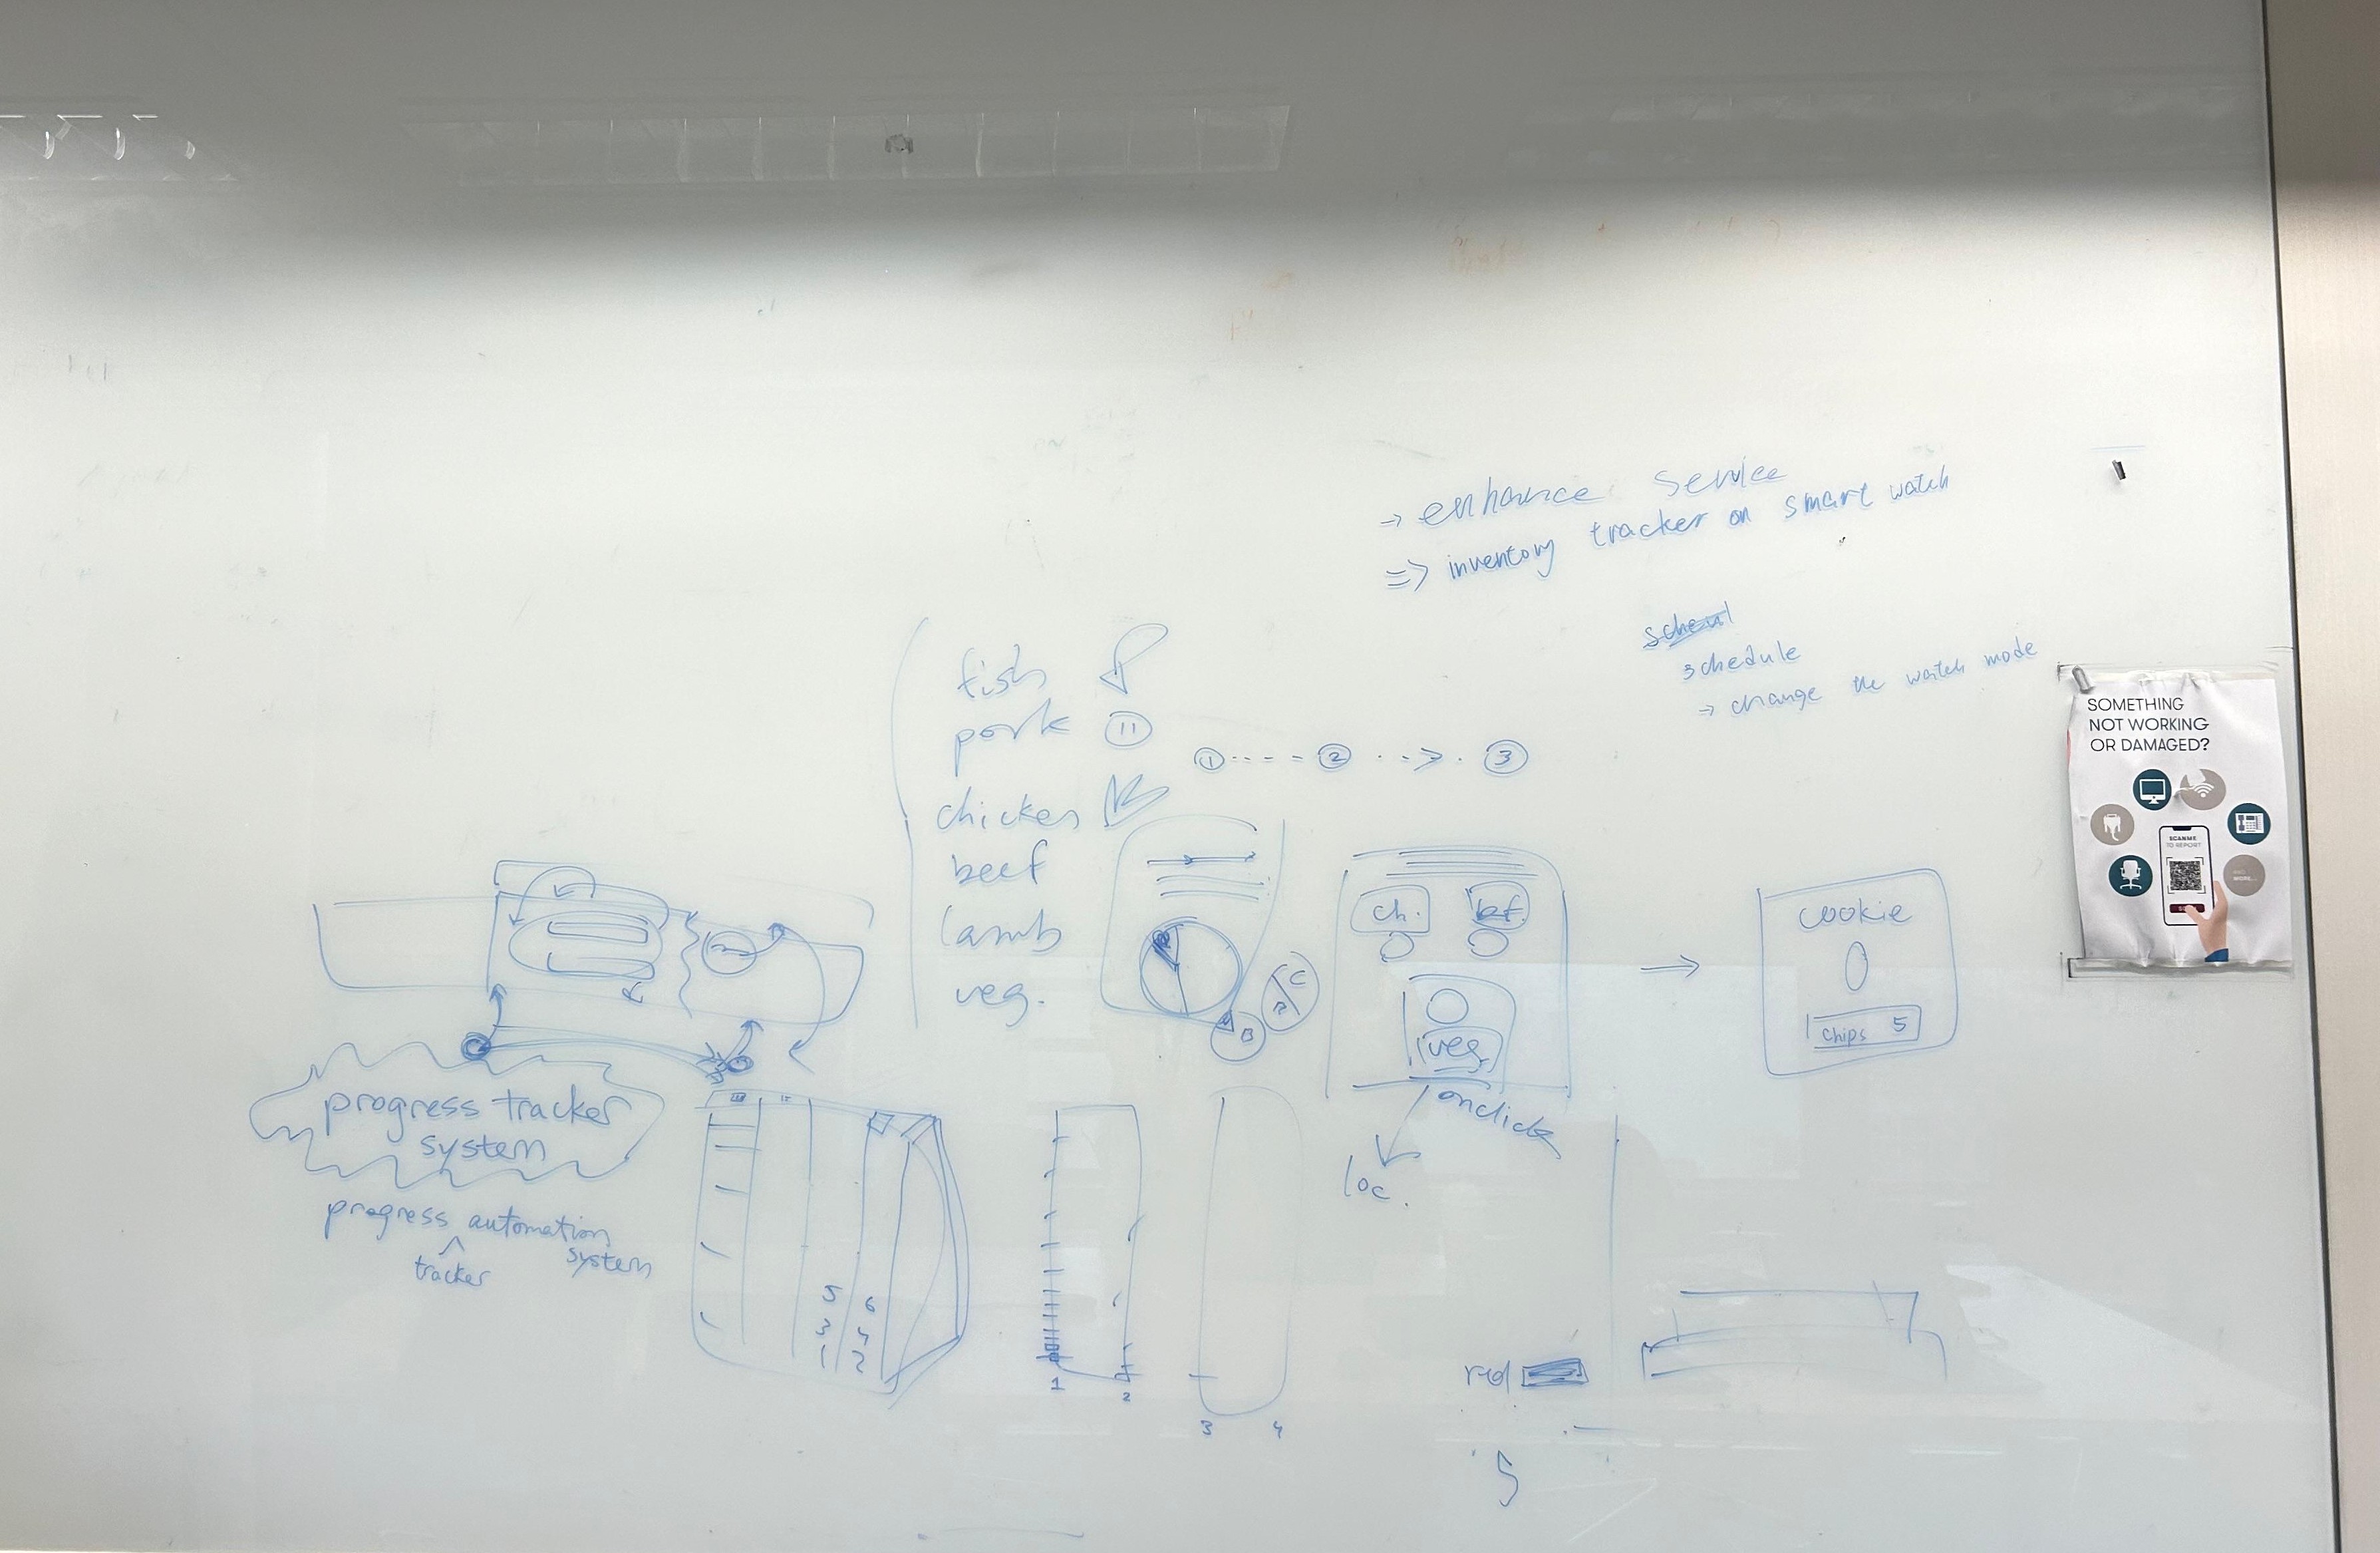 → enhance service
⇒ inventory tracker on smart watch
schedule
→ change the watch mode
fish
pork 11
chicken
beef
lamb
veg.
① ---- ② ··→· ③
ch. bf
veg.
onclick
loc.
→
cookie
0
chips 5
B
C
progress tracker
system
progress automation
^
tracker system
5 6
3 4
1 2
1 2
3 4
red
5
SOMETHING
NOT WORKING
OR DAMAGED?
SCAN ME
TO REPORT
AND
MORE...